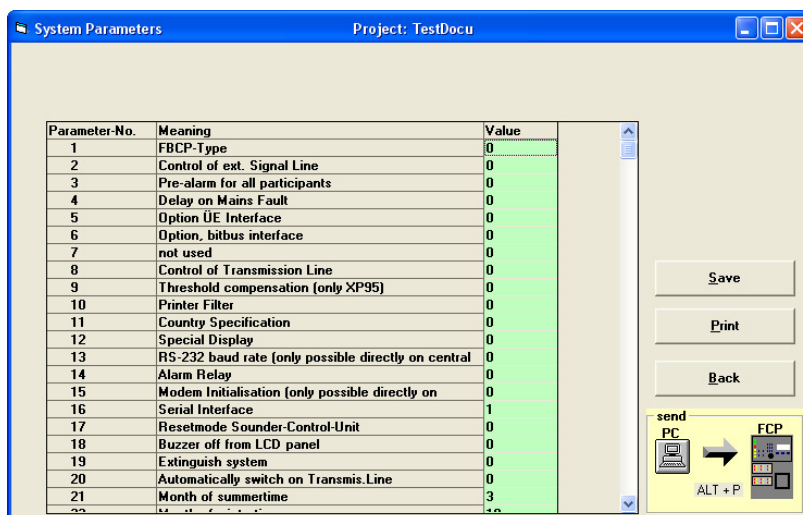 System Parameters Project: TestDocu
Parameter-No. Meaning Value
1 FBCP-Type 0
2 Control of ext. Signal Line 0
3 Pre-alarm for all participants 0
4 Delay on Mains Fault 0
5 Option ÜE Interface 0
6 Option, bitbus interface 0
7 not used 0
8 Control of Transmission Line 0
9 Threshold compensation (only XP95) 0
10 Printer Filter 0
11 Country Specification 0
12 Special Display 0
13 RS-232 baud rate (only possible directly on central 0
14 Alarm Relay 0
15 Modem Initialisation (only possible directly on 0
16 Serial Interface 1
17 Resetmode Sounder-Control-Unit 0
18 Buzzer off from LCD panel 0
19 Extinguish system 0
20 Automatically switch on Transmis.Line 0
21 Month of summertime 3
Save
Print
Back
send
PC FCP
ALT + P